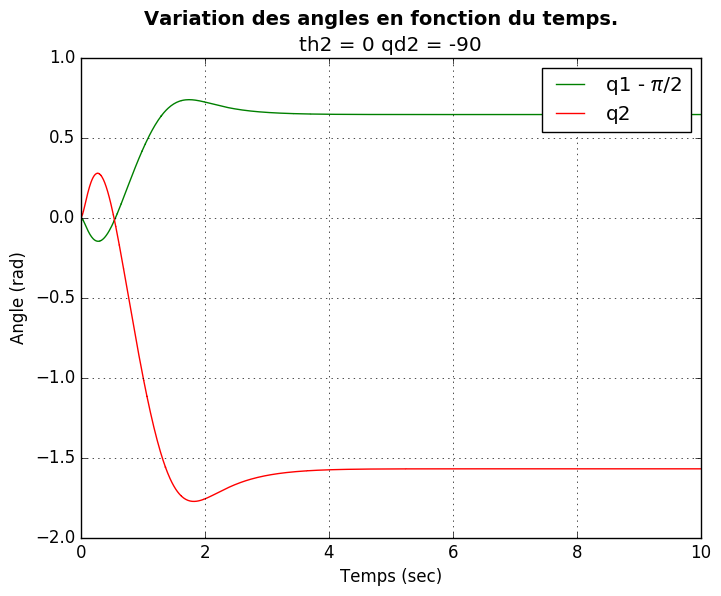 Variation des angles en fonction du temps.
th2 = 0 qd2 = -90
q1 - π/2
q2
1.0
0.5
0.0
−0.5
−1.0
−1.5
−2.0
Angle (rad)
0 2 4 6 8 10
Temps (sec)